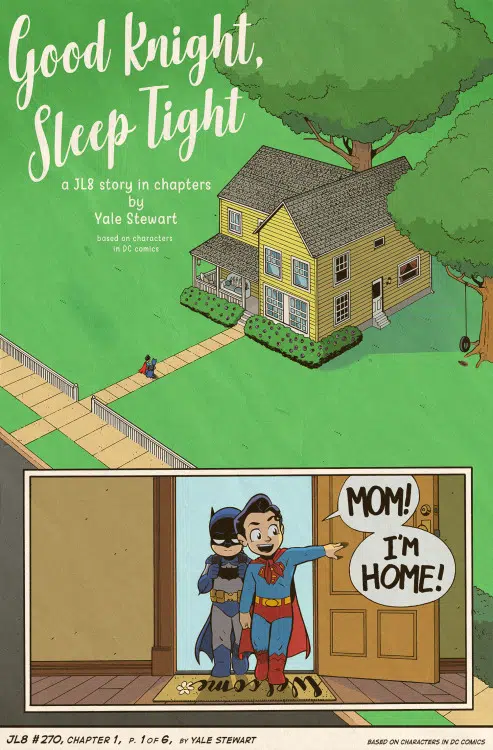 Good Knight,
Sleep Tight
a JL8 story in chapters
by
Yale Stewart
based on characters
in DC comics
MOM!
I'M
HOME!
Welcome
JL8 #270, CHAPTER 1, P. 1 OF 6, BY YALE STEWART
BASED ON CHARACTERS IN DC COMICS